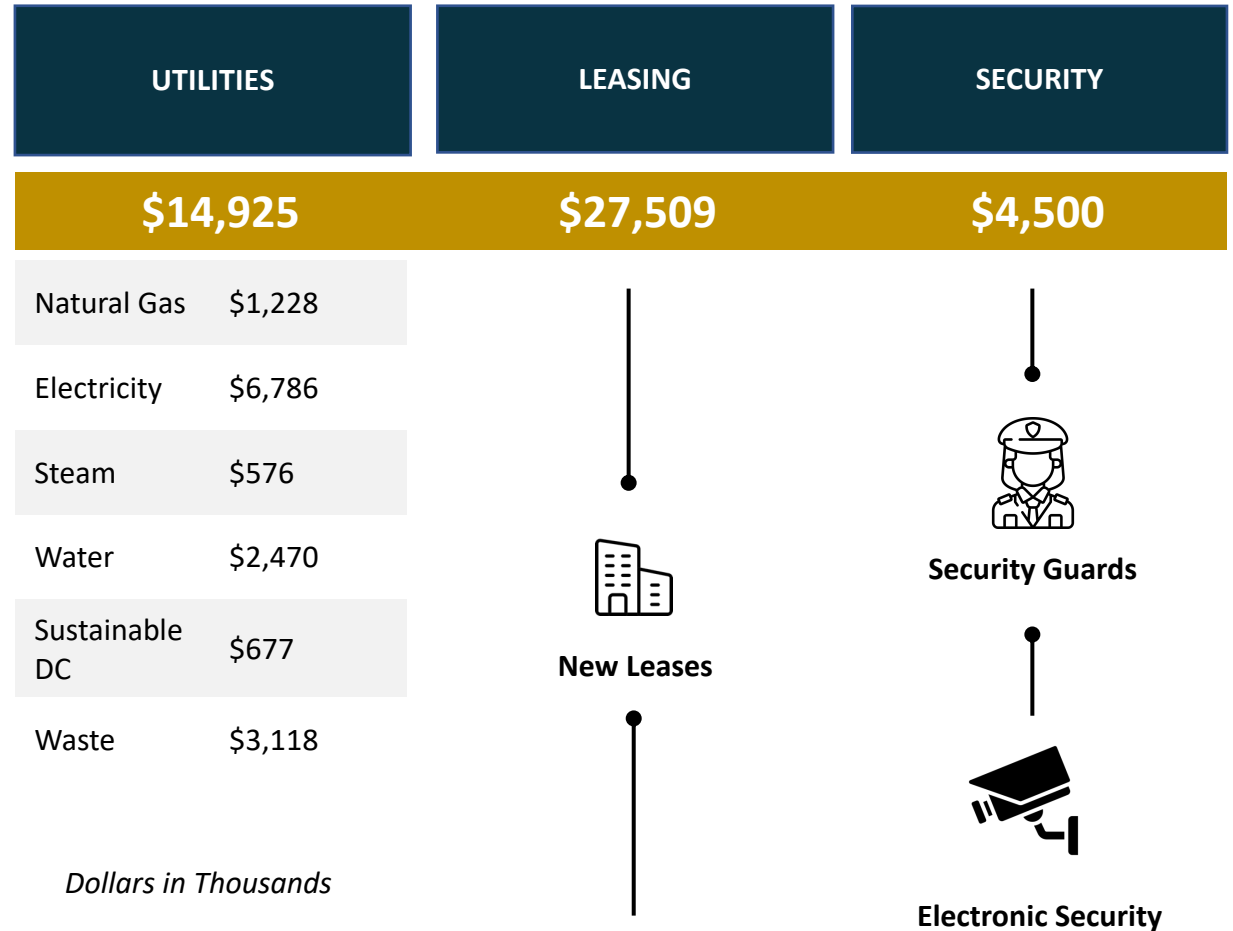 UTILITIES
LEASING
SECURITY
$14,925
$27,509
$4,500
Natural Gas $1,228
Electricity $6,786
Steam $576
Water $2,470
Sustainable
DC $677
Waste $3,118
Dollars in Thousands
New Leases
Security Guards
Electronic Security